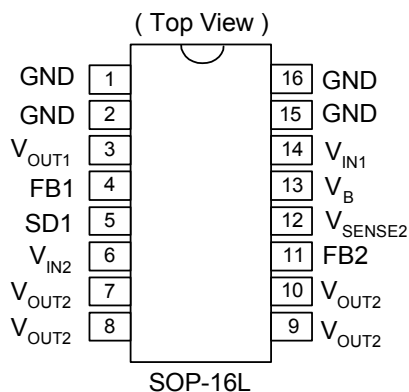 ( Top View )
GND 1 16 GND
GND 2 15 GND
VOUT1 3 14 VIN1
FB1 4 13 VB
SD1 5 12 VSENSE2
VIN2 6 11 FB2
VOUT2 7 10 VOUT2
VOUT2 8 9 VOUT2
SOP-16L